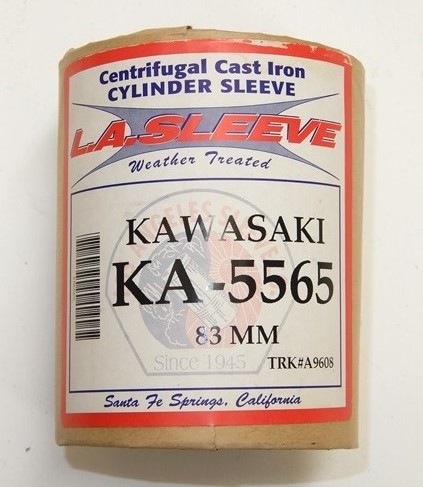 Centrifugal Cast Iron
CYLINDER SLEEVE
L.A. SLEEVE
Weather Treated
KAWASAKI
KA-5565
83 MM
Since 1945
TRK#A9608
Santa Fe Springs, California